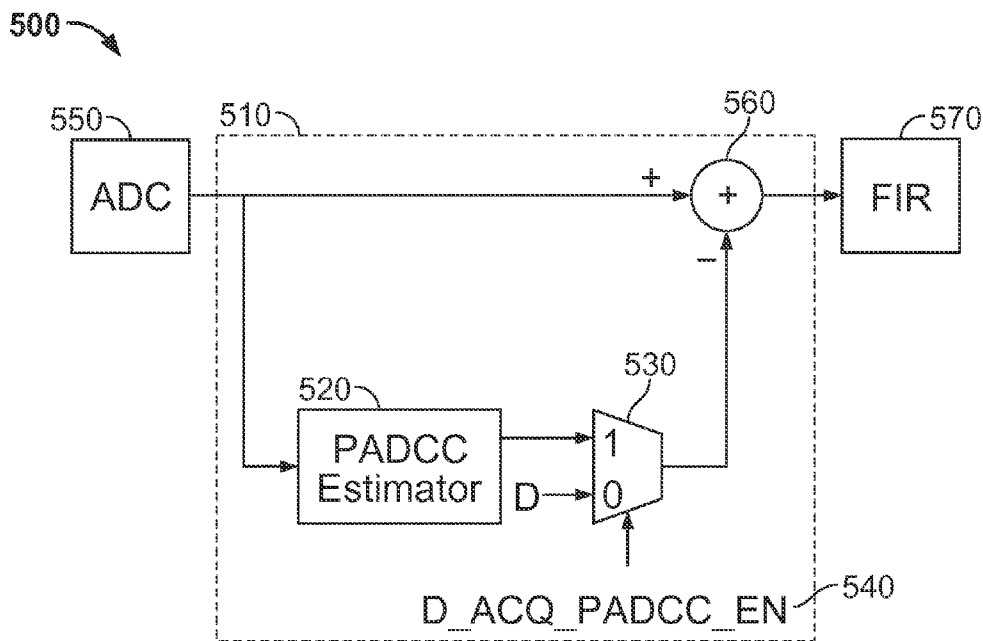 500
550
510
560
570
ADC
+
+
FIR
−
520
530
PADCC
Estimator
1
D
0
D_ACQ_PADCC_EN
540